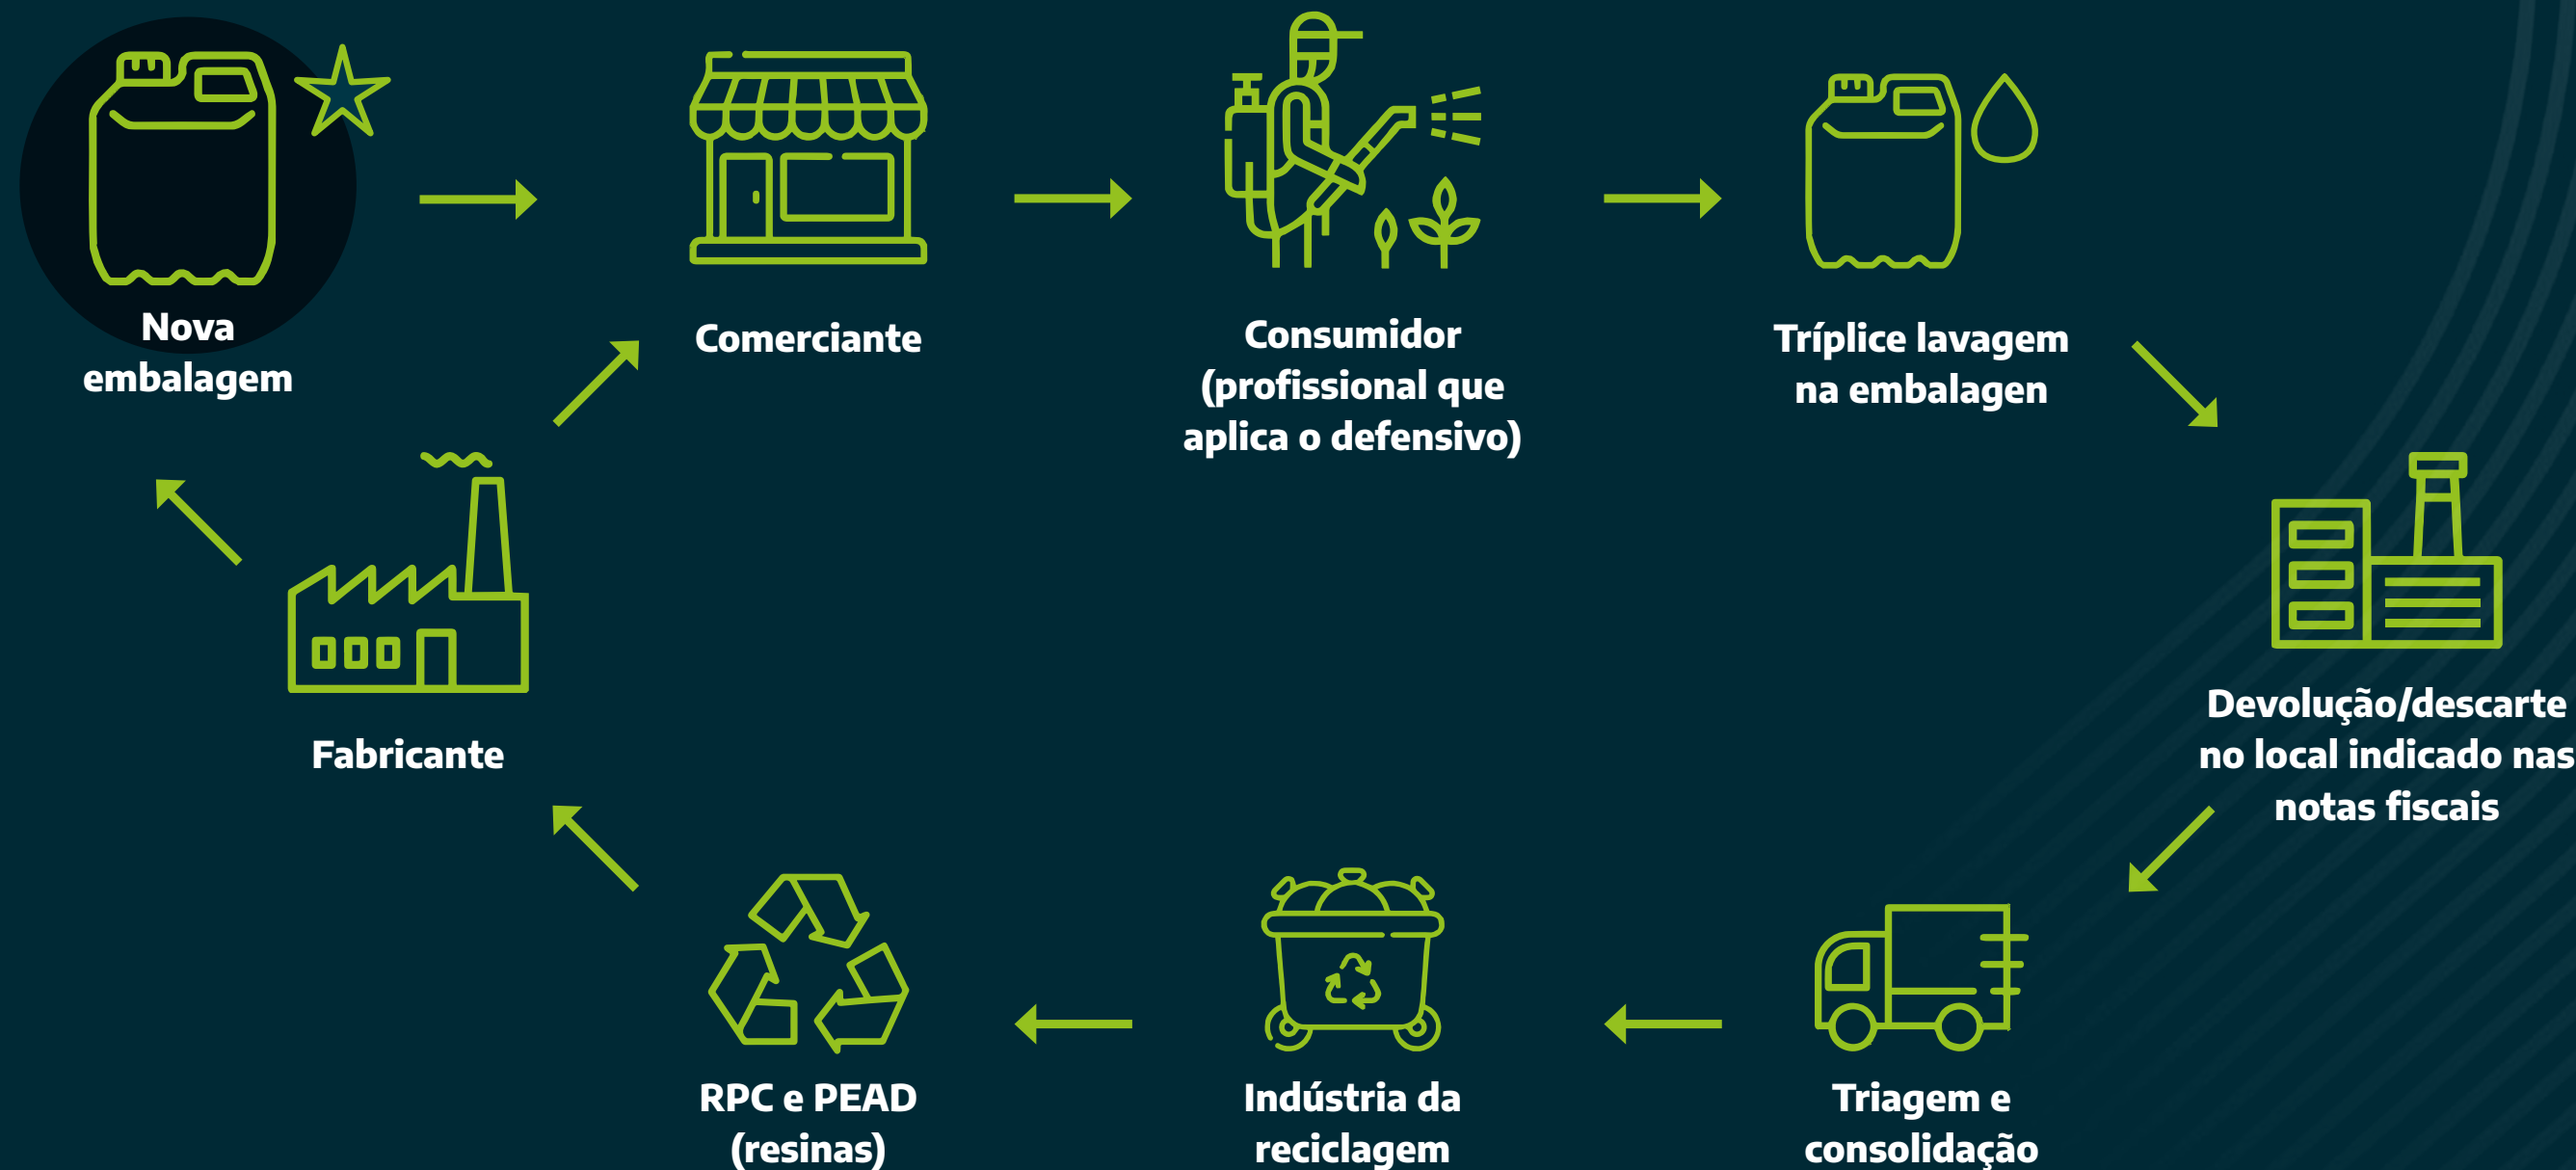 Nova
embalagem
Comerciante
Consumidor
(profissional que
aplica o defensivo)
Tríplice lavagem
na embalagen
Devolução/descarte
no local indicado nas
notas fiscais
Triagem e
consolidação
Indústria da
reciclagem
RPC e PEAD
(resinas)
Fabricante